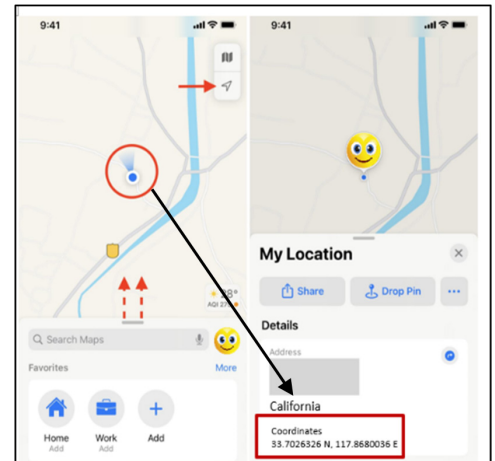 9:41
28°
AQI 27
Search Maps
Favorites
More
Home
Add
Work
Add
Add
9:41
My Location
Share
Drop Pin
Details
Address
California
Coordinates
33.7026326 N, 117.8680036 E